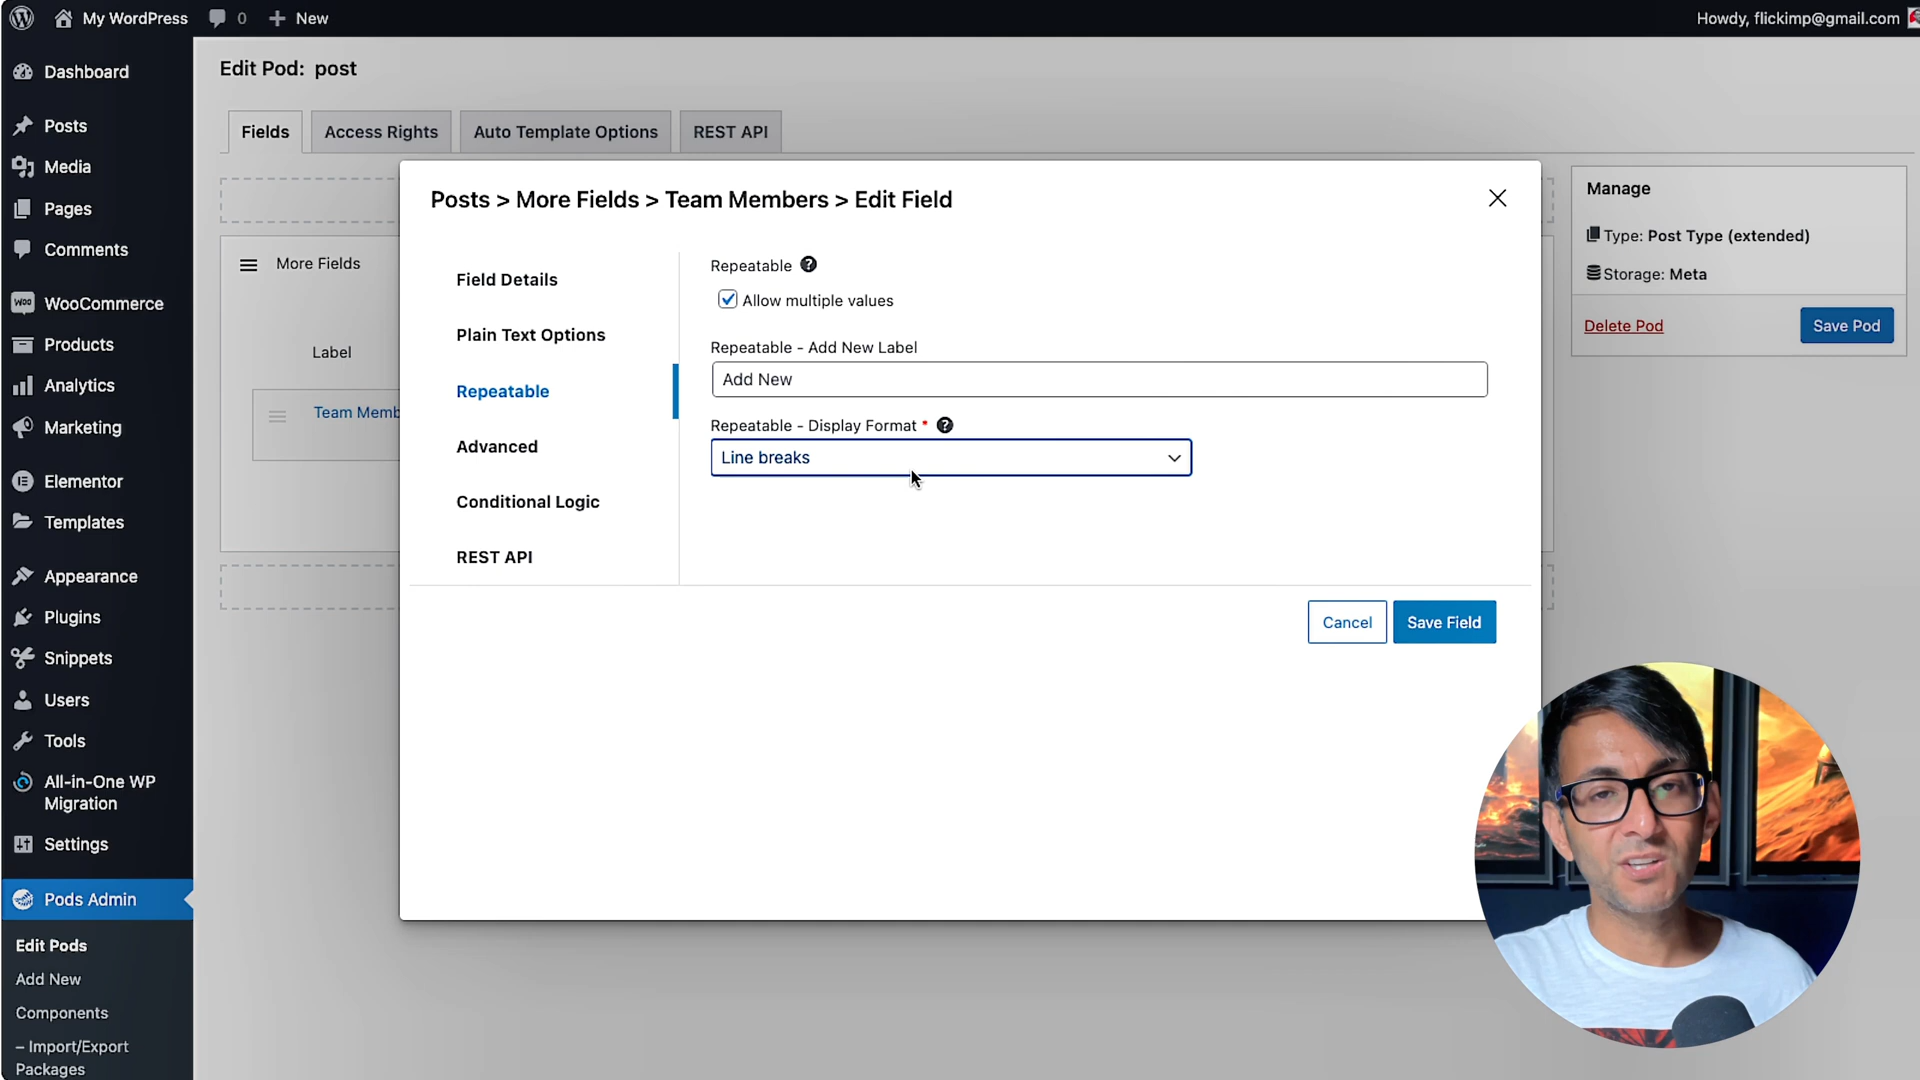 My WordPress
0
New
Howdy, flickimp@gmail.com
Dashboard
Posts
Media
Pages
Comments
WOO
WooCommerce
Products
Analytics
Marketing
Elementor
Templates
Appearance
Plugins
Snippets
Users
Tools
All-in-One WP
Migration
Settings
Pods Admin
Edit Pods
Add New
Components
– Import/Export
Packages
Edit Pod: post
Fields
Access Rights
Auto Template Options
REST API
More Fields
Label
Team Memb
Posts > More Fields > Team Members > Edit Field
Field Details
Plain Text Options
Repeatable
Advanced
Conditional Logic
REST API
Repeatable ?
Allow multiple values
Repeatable - Add New Label
Add New
Repeatable - Display Format * ?
Line breaks
Cancel
Save Field
Manage
Type: Post Type (extended)
Storage: Meta
Delete Pod
Save Pod